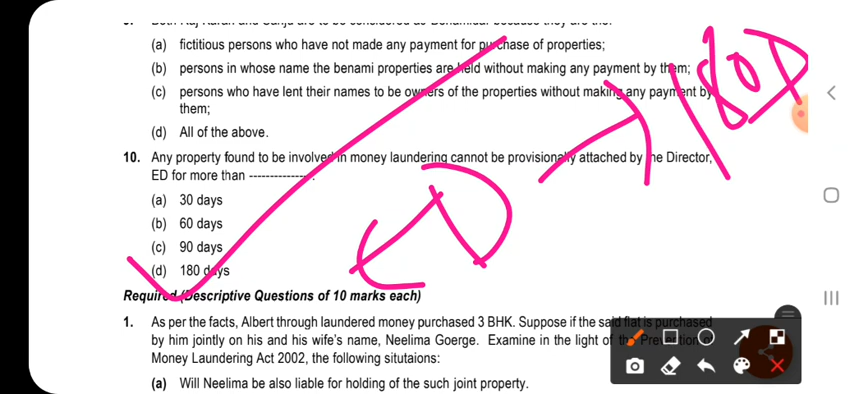 (a) fictitious persons who have not made any payment for purchase of properties;
(b) persons in whose name the benami properties are held without making any payment by them;
(c) persons who have lent their names to be owners of the properties without making any payment by
them;
(d) All of the above.
10. Any property found to be involved in money laundering cannot be provisionally attached by the Director,
ED for more than --------------- .
(a) 30 days
(b) 60 days
(c) 90 days
(d) 180 days
Required (Descriptive Questions of 10 marks each)
1. As per the facts, Albert through laundered money purchased 3 BHK. Suppose if the said flat is purchased
by him jointly on his and his wife's name, Neelima Goerge. Examine in the light of the Prevention of
Money Laundering Act 2002, the following situtaions:
(a) Will Neelima be also liable for holding of the such joint property.